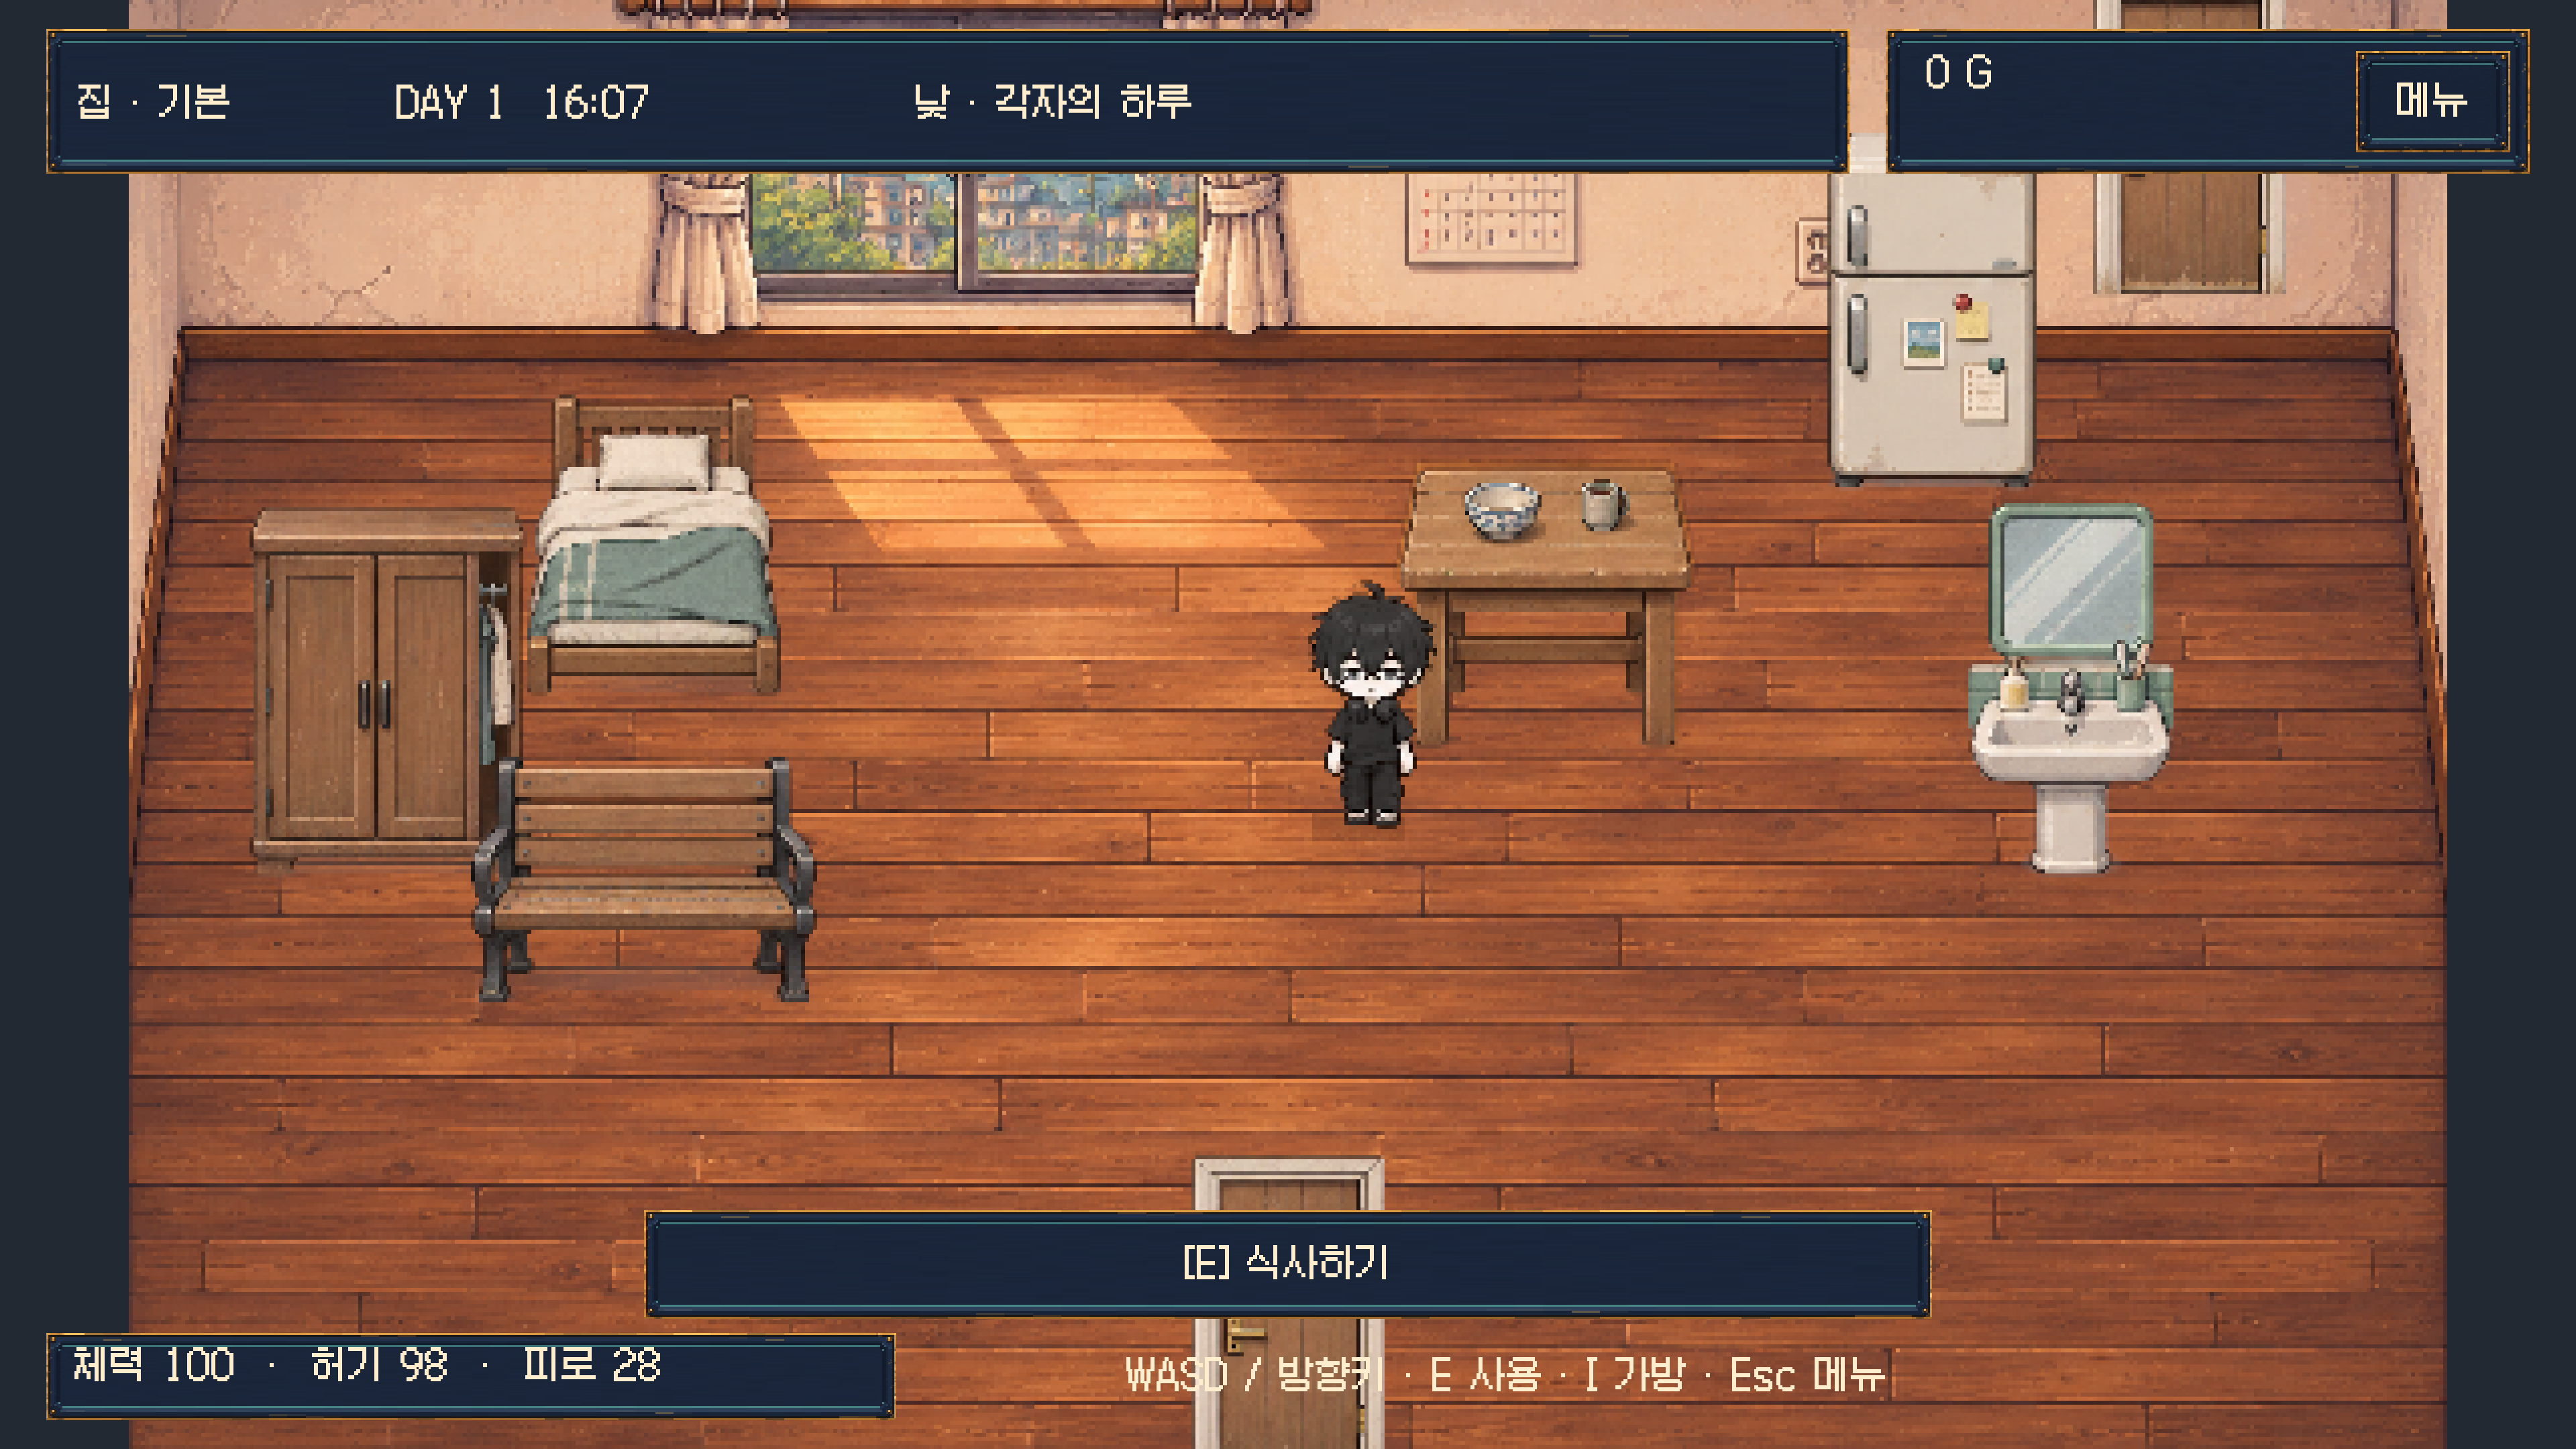 집 · 기본 DAY 1 16:07 낮 · 각자의 하루
0 G
메뉴
[E] 식사하기
체력 100 · 허기 98 · 피로 28
WASD / 방향키 · E 사용 · I 가방 · Esc 메뉴